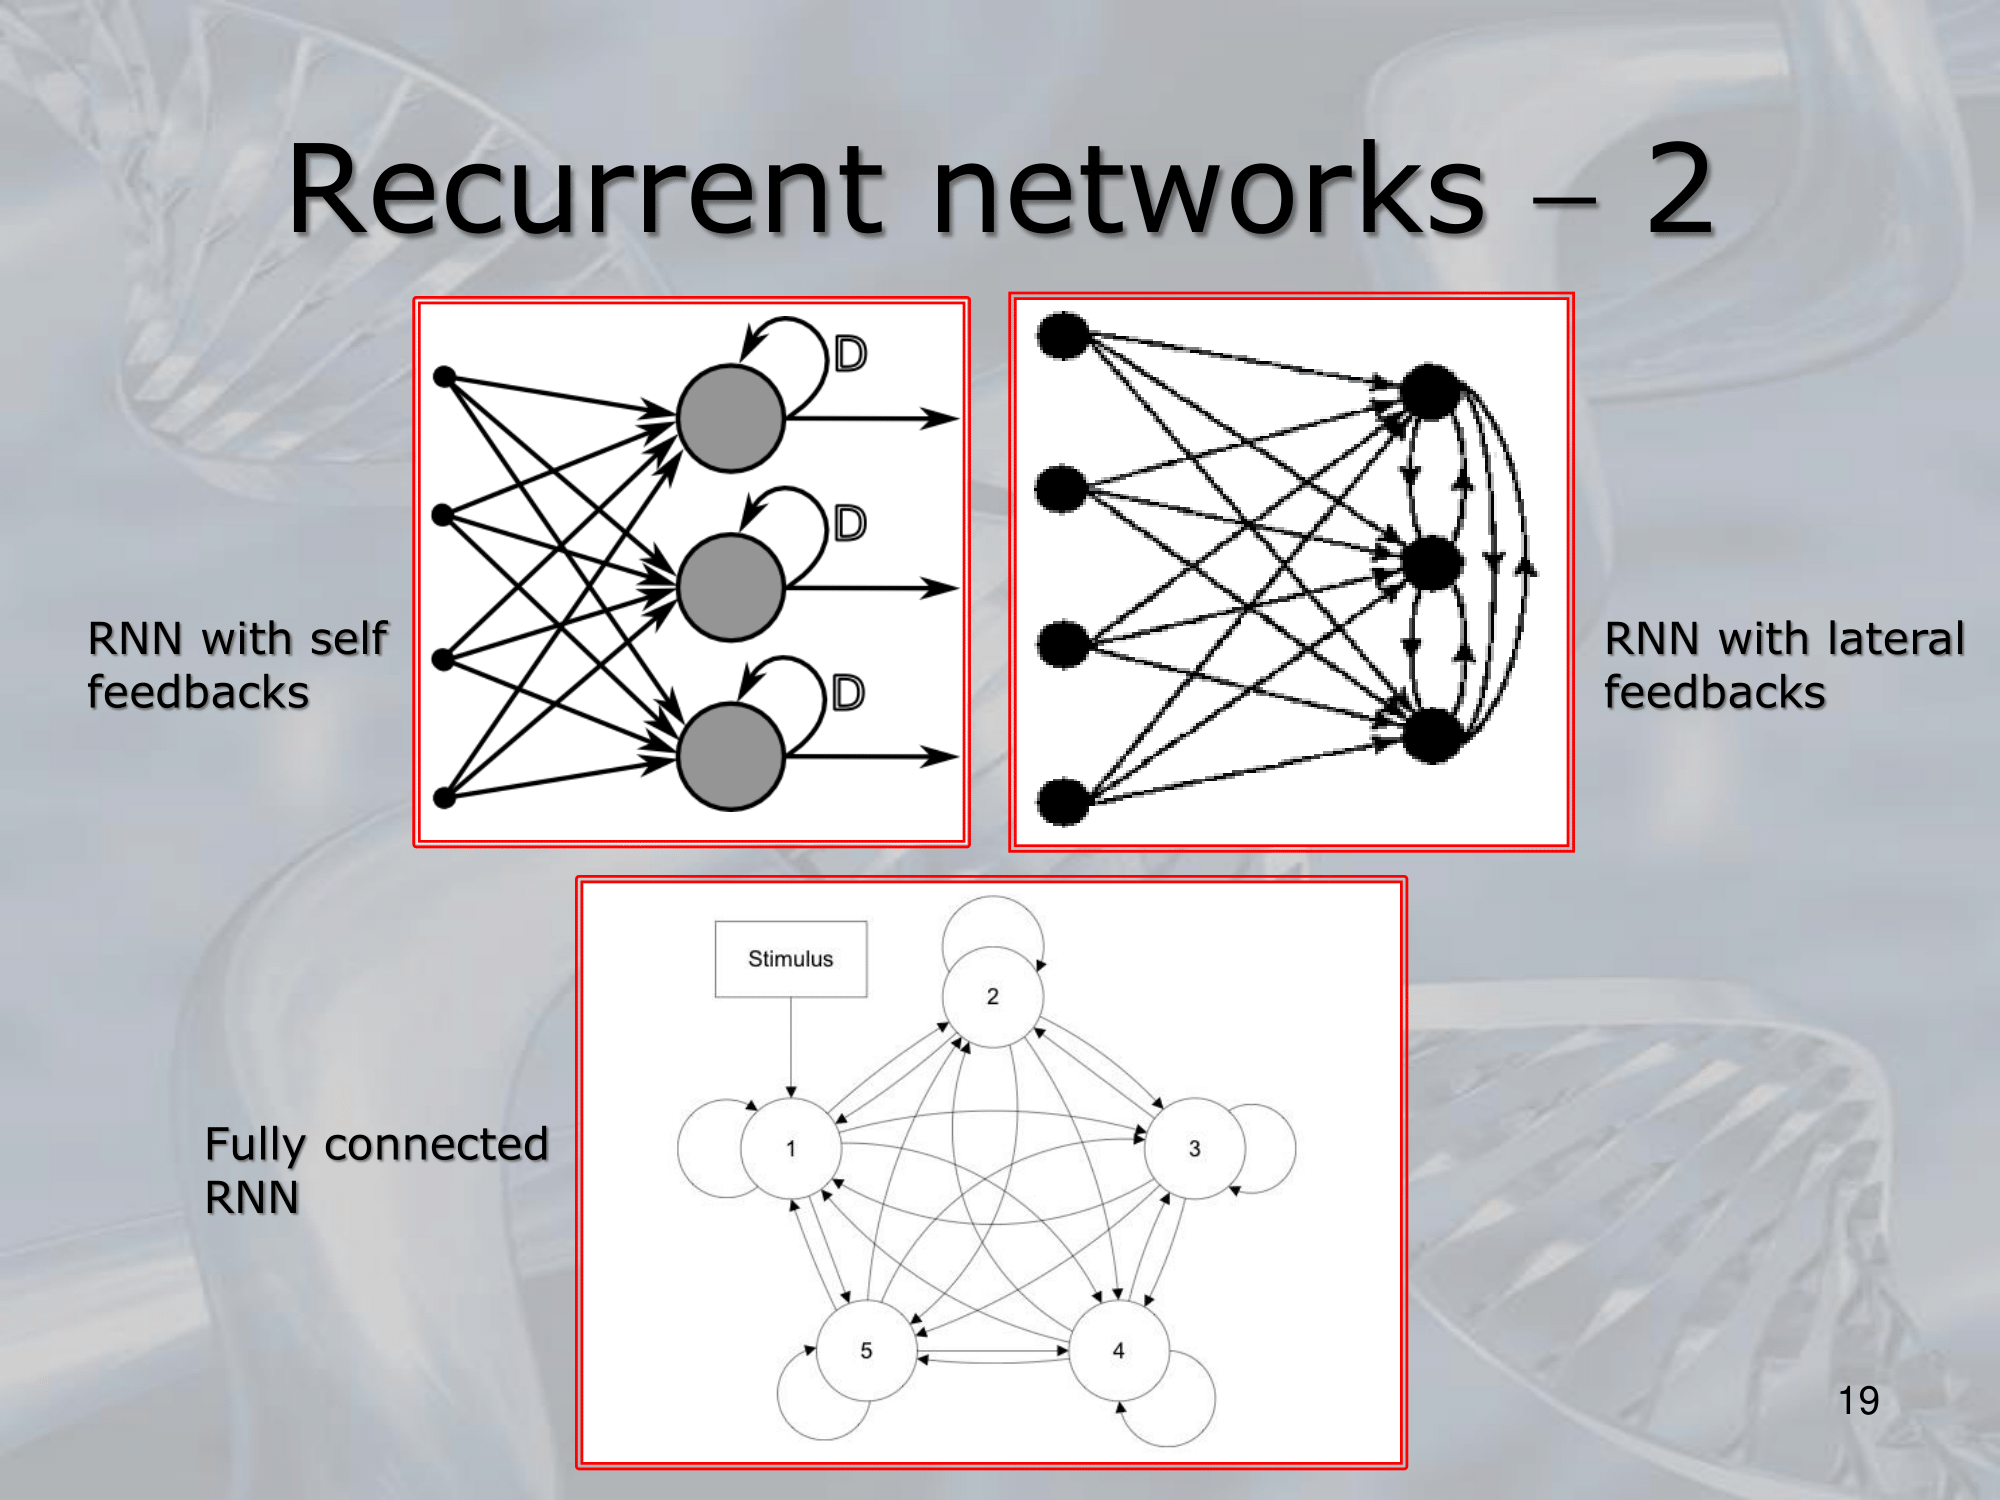 Recurrent networks – 2
D
D
D
RNN with self
feedbacks
RNN with lateral
feedbacks
Stimulus
2
1
3
5
4
Fully connected
RNN
19